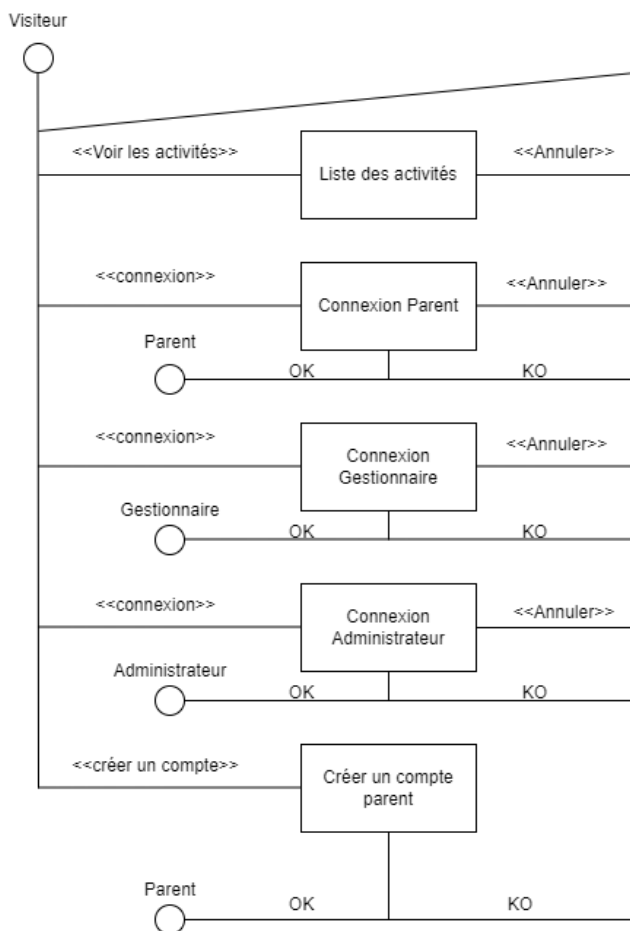 Visiteur
<<Voir les activités>>
Liste des activités
<<Annuler>>
<<connexion>>
Connexion Parent
<<Annuler>>
Parent
OK
KO
<<connexion>>
Connexion
Gestionnaire
<<Annuler>>
Gestionnaire
OK
KO
<<connexion>>
Connexion
Administrateur
<<Annuler>>
Administrateur
OK
KO
<<créer un compte>>
Créer un compte
parent
Parent
OK
KO